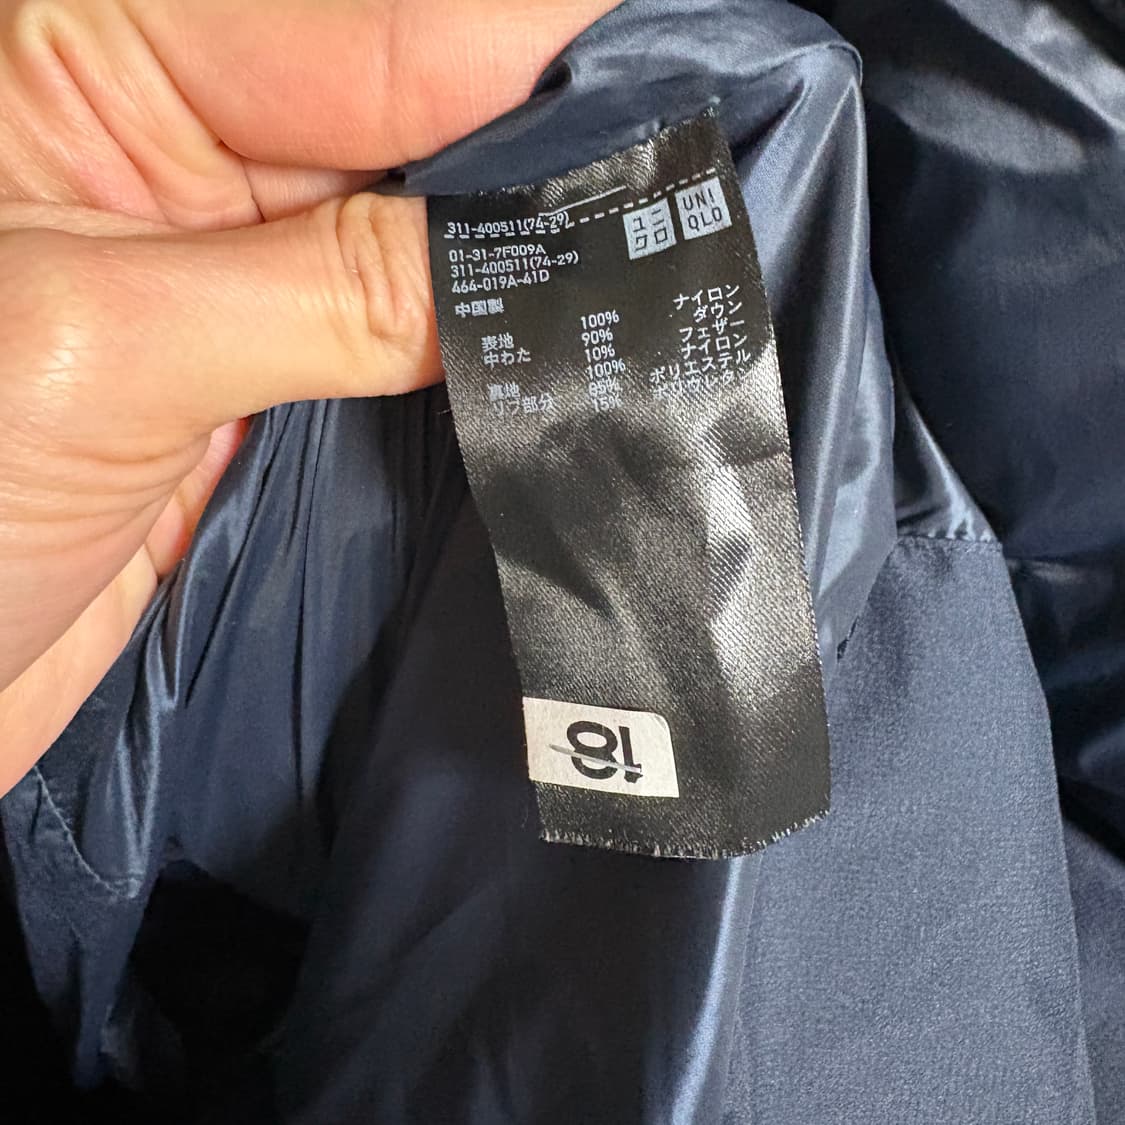 311-400511(74-29)
ユニ
クロ
UNI
QLO
01-31-7F009A
311-400511(74-29)
464-019A-41D
中国製
表地 100% ナイロン
中わた 90% ダウン
10% フェザー
裏地 100% ナイロン
リブ部分 85% ポリエステル
15% ポリウレタン
18